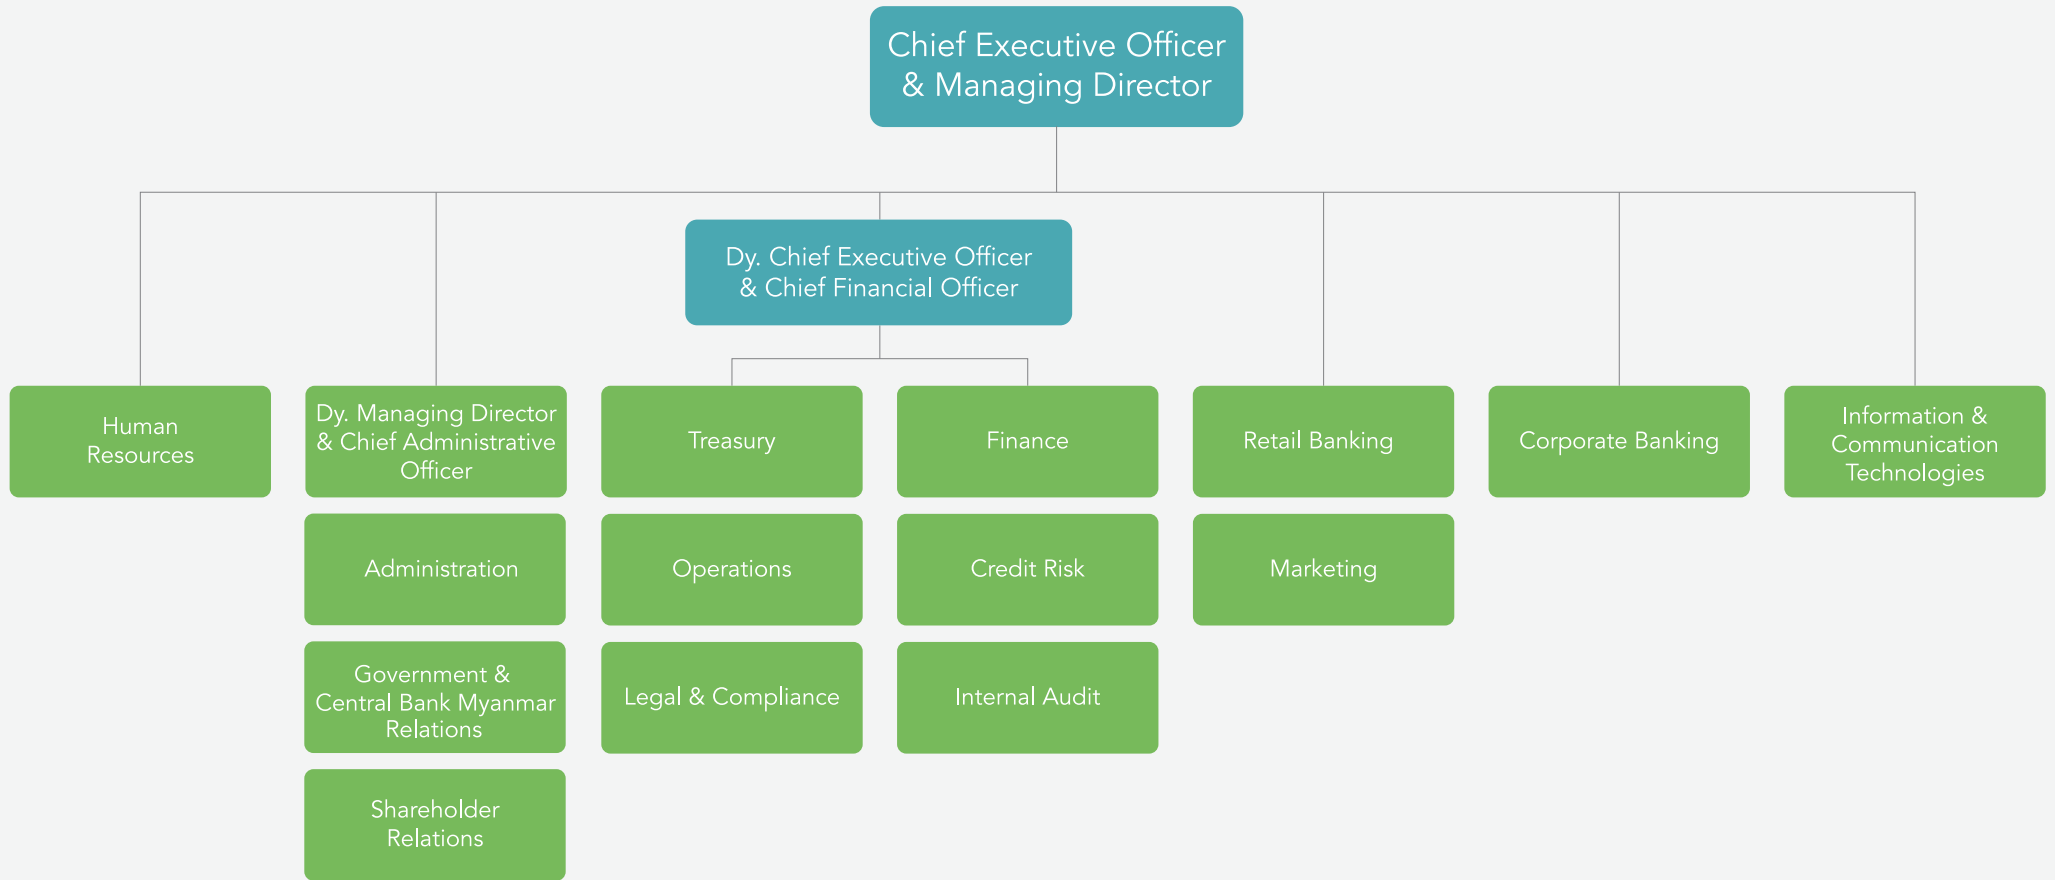 Chief Executive Officer
& Managing Director
Dy. Chief Executive Officer
& Chief Financial Officer
Human
Resources
Dy. Managing Director
& Chief Administrative
Officer
Treasury
Finance
Retail Banking
Corporate Banking
Information &
Communication
Technologies
Administration
Operations
Credit Risk
Marketing
Government &
Central Bank Myanmar
Relations
Legal & Compliance
Internal Audit
Shareholder
Relations